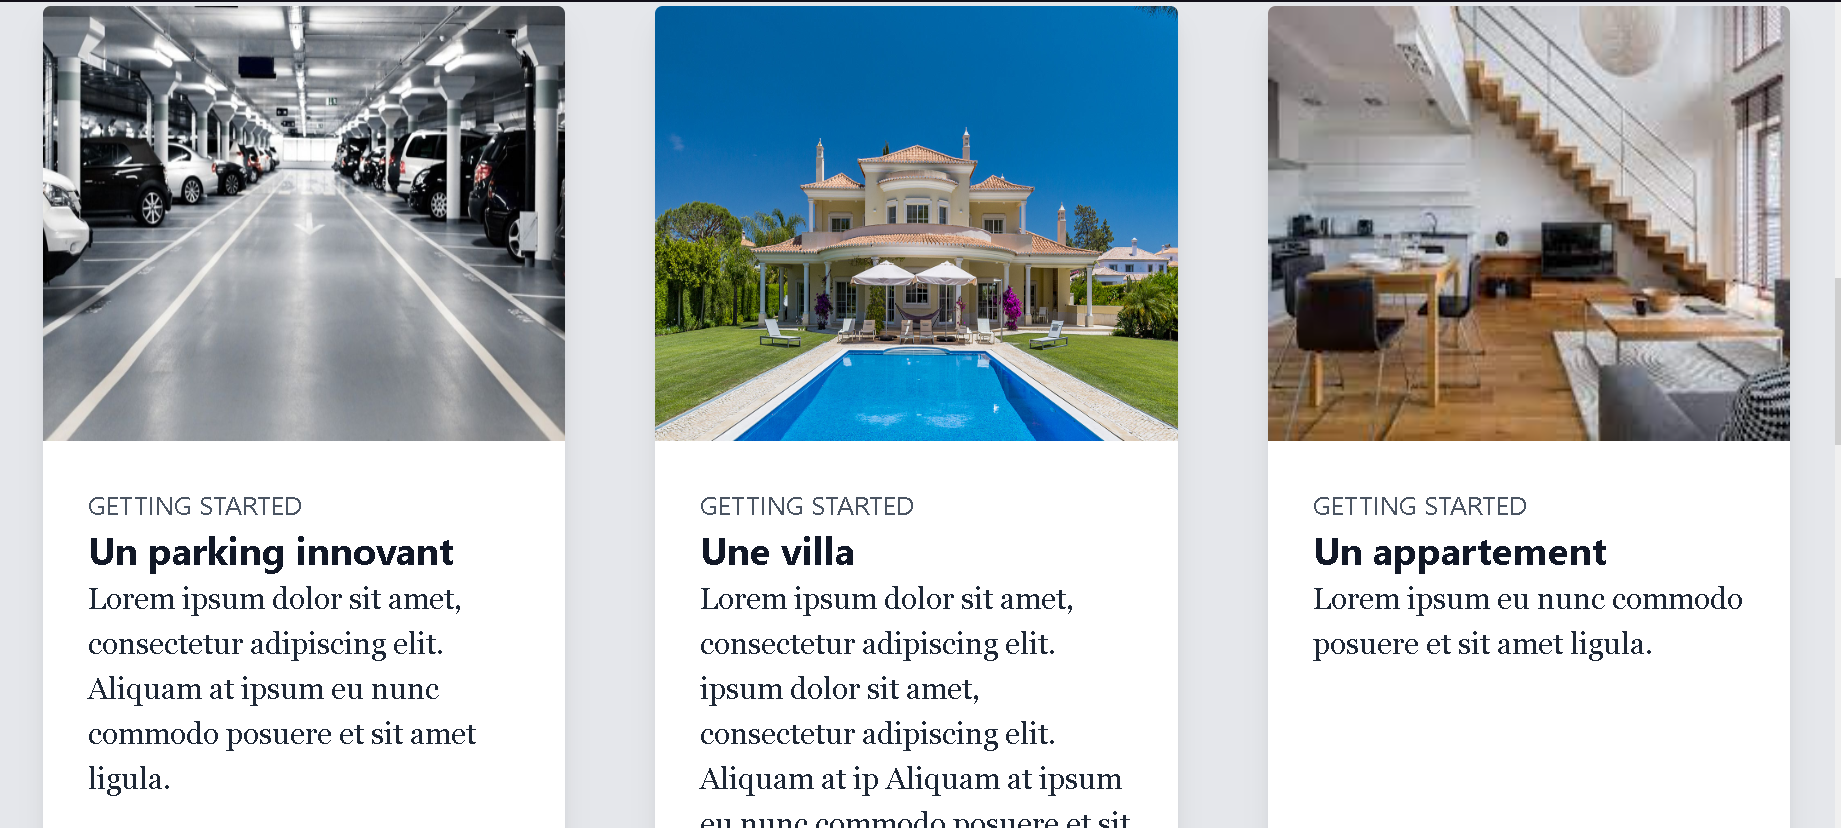 GETTING STARTED
Un parking innovant
Lorem ipsum dolor sit amet,
consectetur adipiscing elit.
Aliquam at ipsum eu nunc
commodo posuere et sit amet
ligula.
GETTING STARTED
Une villa
Lorem ipsum dolor sit amet,
consectetur adipiscing elit.
ipsum dolor sit amet,
consectetur adipiscing elit.
Aliquam at ip Aliquam at ipsum
eu nunc commodo posuere et sit
GETTING STARTED
Un appartement
Lorem ipsum eu nunc commodo
posuere et sit amet ligula.